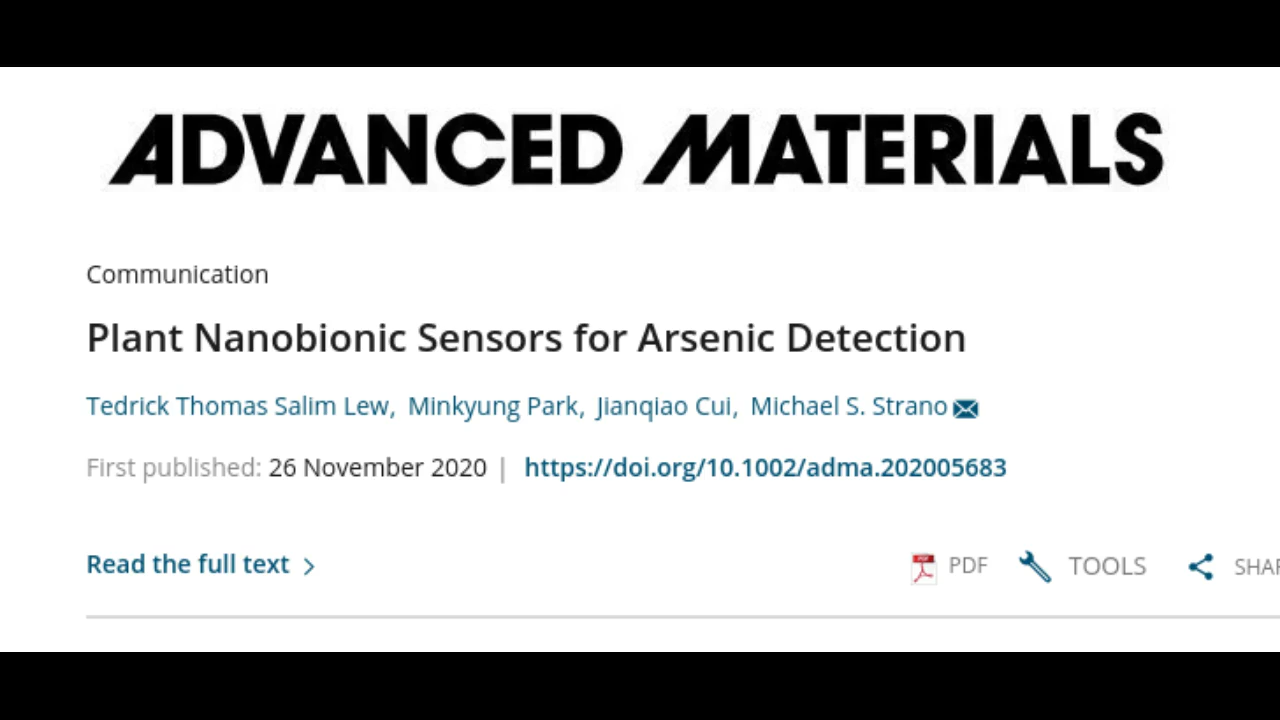 ADVANCED MATERIALS
Communication
Plant Nanobionic Sensors for Arsenic Detection
Tedrick Thomas Salim Lew, Minkyung Park, Jianqiao Cui, Michael S. Strano
First published: 26 November 2020 | https://doi.org/10.1002/adma.202005683
Read the full text > PDF TOOLS SHAR